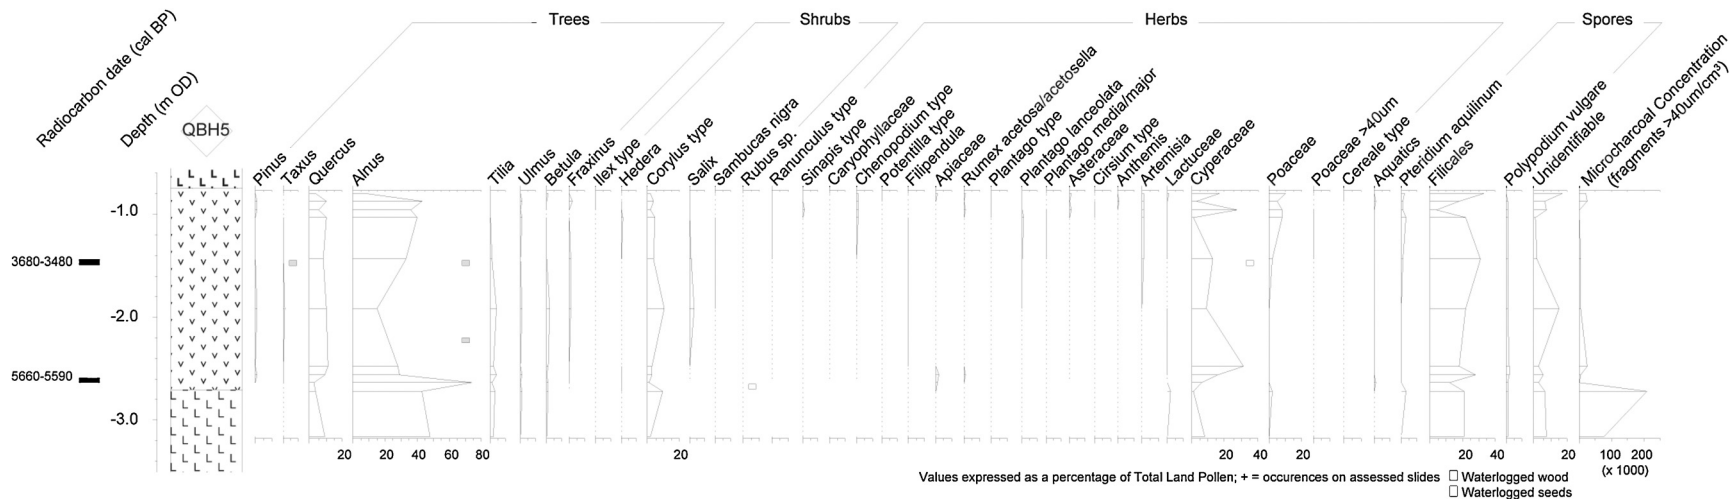 Trees
Shrubs
Herbs
Spores
Radiocarbon date (cal BP)
Depth (m OD)
QBH5
Pinus
Taxus
Quercus
Alnus
Tilia
Ulmus
Betula
Fraxinus
Ilex type
Hedera
Corylus type
Salix
Sambucas nigra
Rubus sp.
Ranunculus type
Sinapis type
Caryophyllaceae
Chenopodium type
Potentilla type
Filipendula
Apiaceae
Rumex acetosa/acetosella
Plantago type
Plantago lanceolata
Plantago media/major
Asteraceae
Cirsium type
Anthemis
Artemisia
Lactuceae
Cyperaceae
Poaceae
Poaceae >40um
Cereale type
Aquatics
Pteridium aquilinum
Filicales
Polypodium vulgare
Unidentifiable
Microcharcoal Concentration
(fragments >40um/cm³)
-1.0
3680-3480
-2.0
5660-5590
-3.0
20 20 40 60 80 20 20 20 20 40 20 100 200
(x 1000)
Values expressed as a percentage of Total Land Pollen; + = occurences on assessed slides
Waterlogged wood
Waterlogged seeds